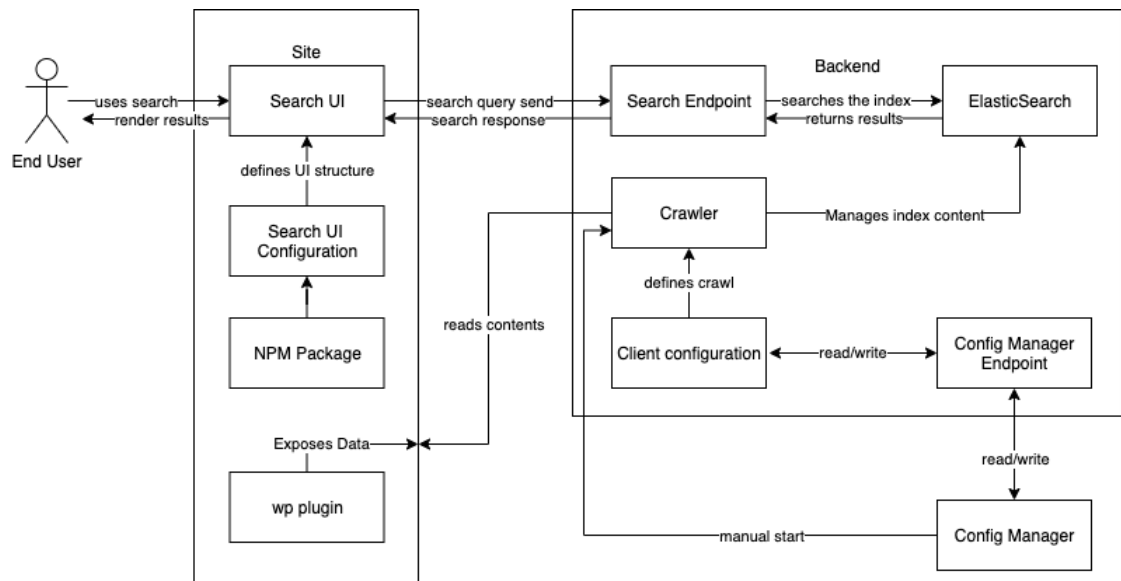 Site
Backend
End User
uses search
render results
Search UI
search query send
search response
Search Endpoint
searches the index
returns results
ElasticSearch
defines UI structure
Search UI
Configuration
Crawler
Manages index content
defines crawl
reads contents
NPM Package
Client configuration
read/write
Config Manager
Endpoint
Exposes Data
read/write
wp plugin
manual start
Config Manager